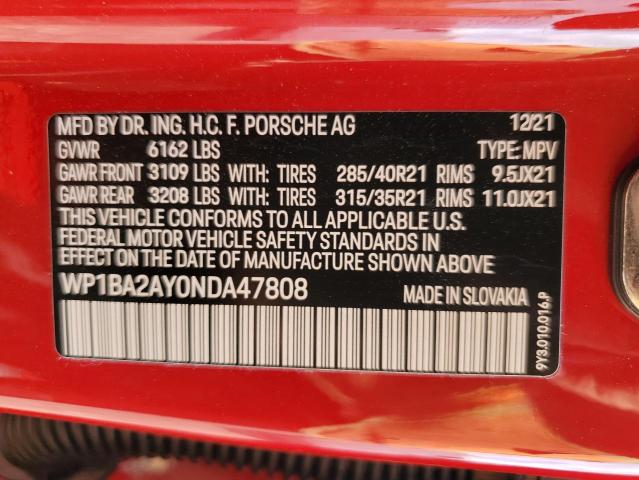 MFD BY DR. ING. H.C. F. PORSCHE AG 12/21
GVWR 6162 LBS TYPE: MPV
GAWR FRONT 3109 LBS WITH: TIRES 285/40R21 RIMS 9.5JX21
GAWR REAR 3208 LBS WITH: TIRES 315/35R21 RIMS 11.0JX21
THIS VEHICLE CONFORMS TO ALL APPLICABLE U.S.
FEDERAL MOTOR VEHICLE SAFETY STANDARDS IN
EFFECT ON THE DATE OF MANUFACTURE SHOWN ABOVE
WP1BA2AY0NDA47808 MADE IN SLOVAKIA
9Y3.010.016.P